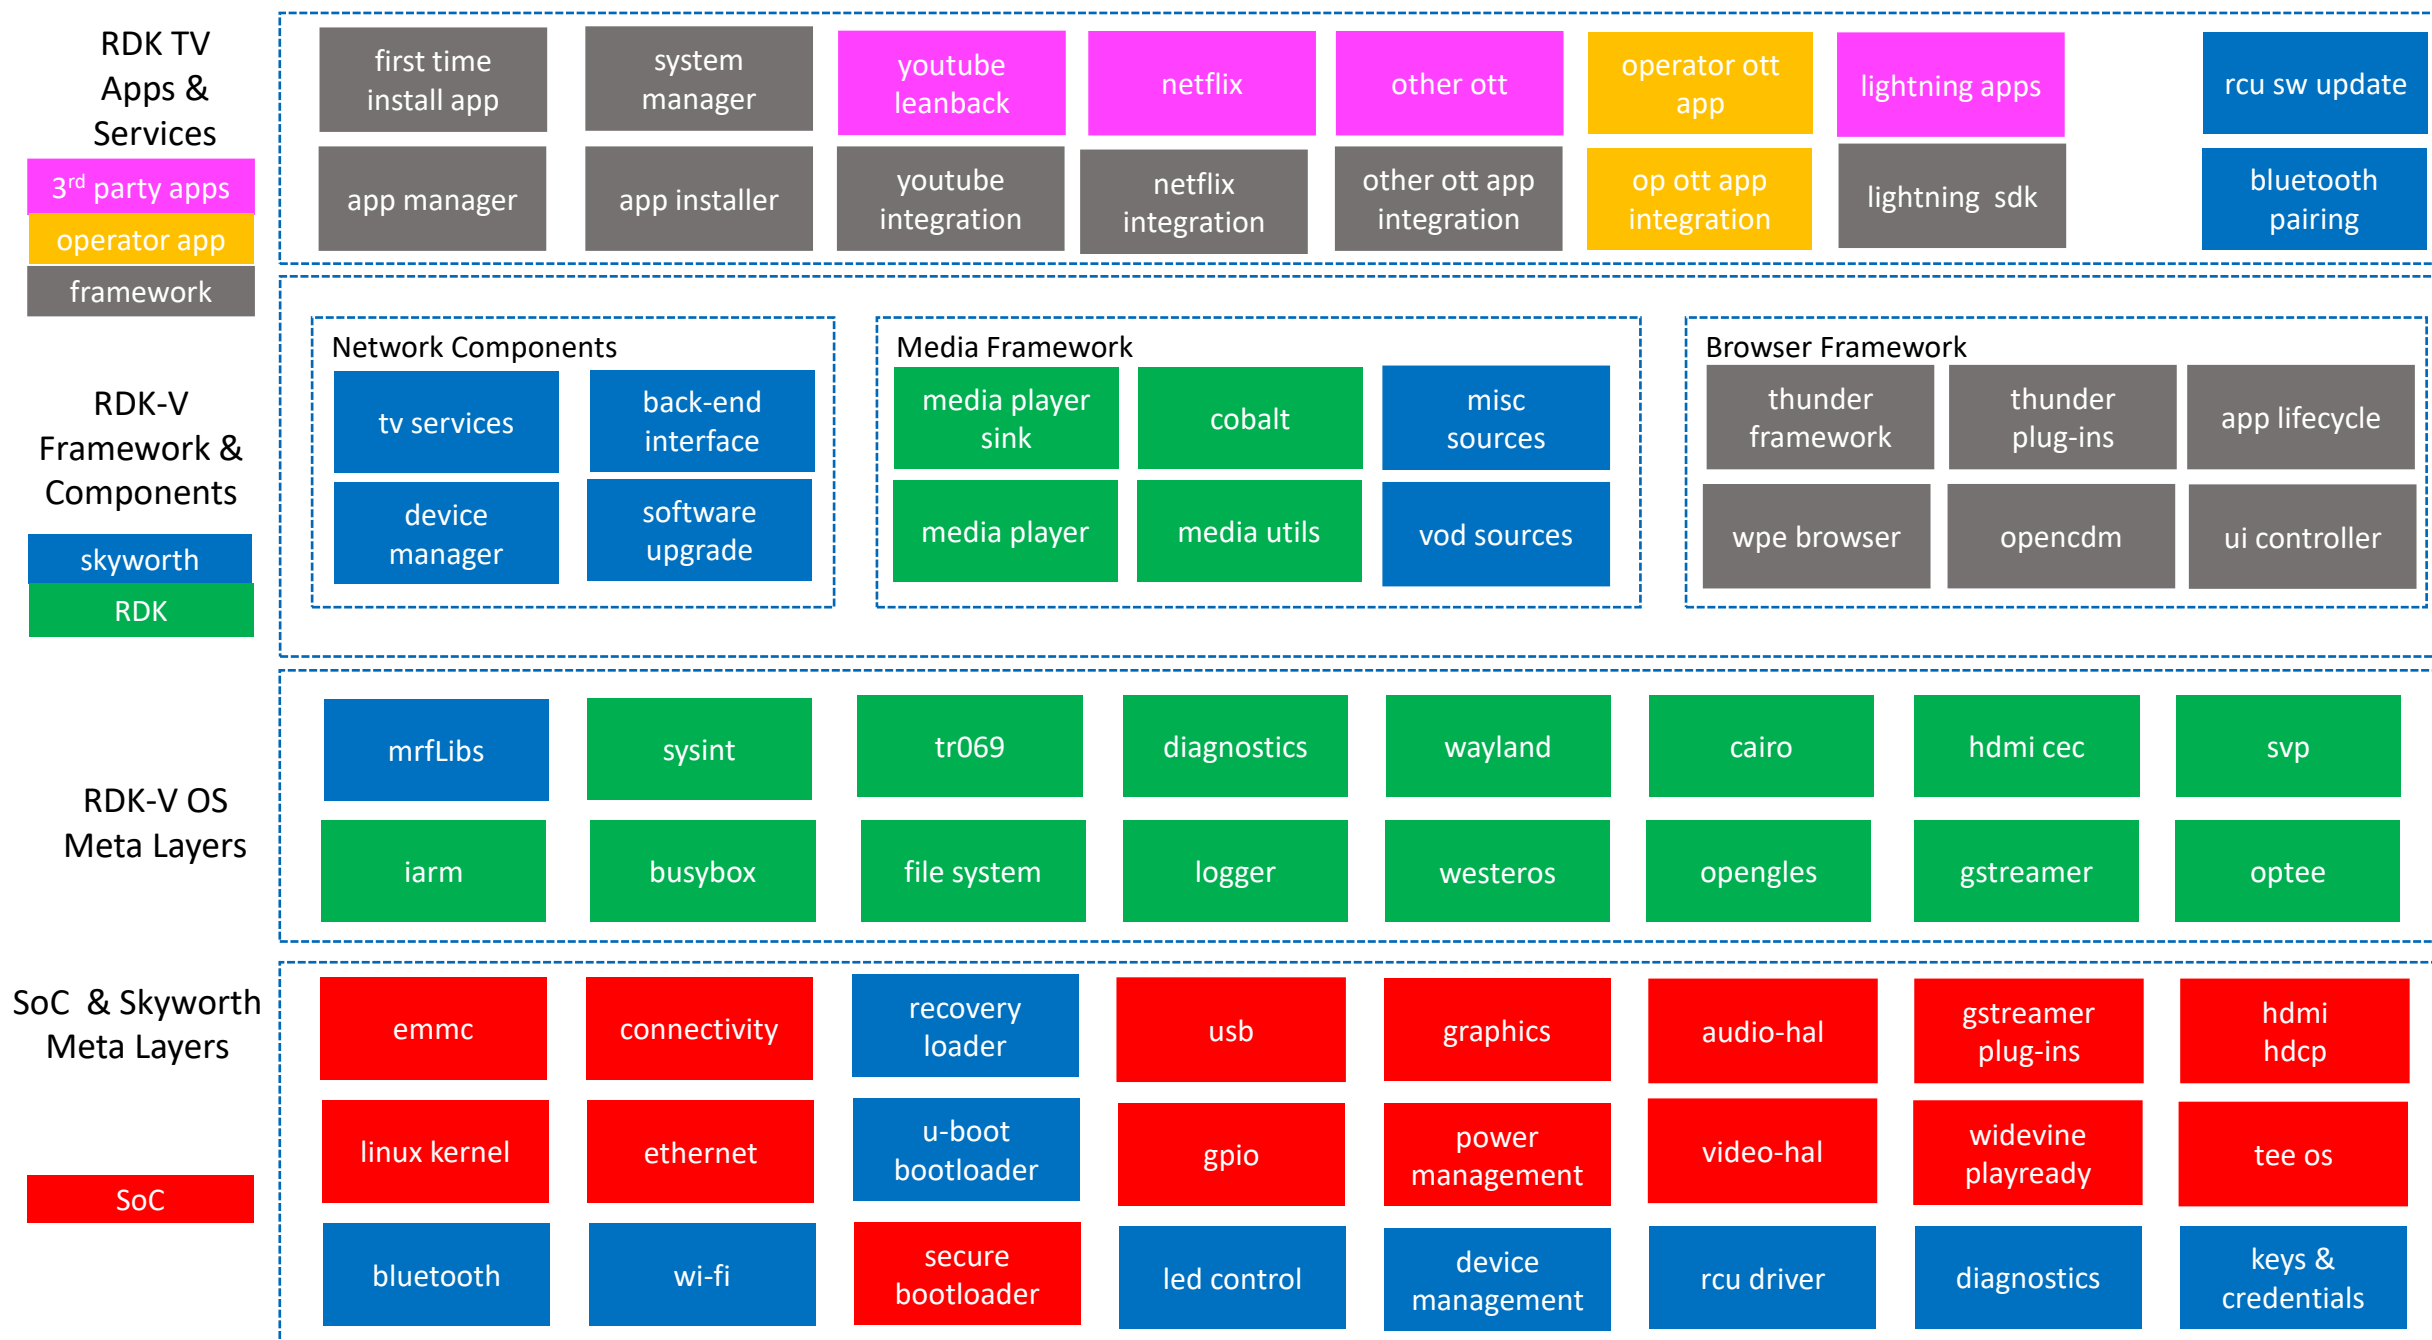 RDK TV
Apps &
Services
3rd party apps
operator app
framework
first time
install app
system
manager
youtube
leanback
netflix
other ott
operator ott
app
lightning apps
rcu sw update
app manager
app installer
youtube
integration
netflix
integration
other ott app
integration
op ott app
integration
lightning  sdk
bluetooth
pairing
RDK-V
Framework &
Components
skyworth
RDK
Network Components
tv services
back-end
interface
device
manager
software
upgrade
Media Framework
media player
sink
cobalt
misc
sources
media player
media utils
vod sources
Browser Framework
thunder
framework
thunder
plug-ins
app lifecycle
wpe browser
opencdm
ui controller
RDK-V OS
Meta Layers
mrfLibs
sysint
tr069
diagnostics
wayland
cairo
hdmi cec
svp
iarm
busybox
file system
logger
westeros
opengles
gstreamer
optee
SoC  & Skyworth
Meta Layers
SoC
emmc
connectivity
recovery
loader
usb
graphics
audio-hal
gstreamer
plug-ins
hdmi
hdcp
linux kernel
ethernet
u-boot
bootloader
gpio
power
management
video-hal
widevine
playready
tee os
bluetooth
wi-fi
secure
bootloader
led control
device
management
rcu driver
diagnostics
keys &
credentials